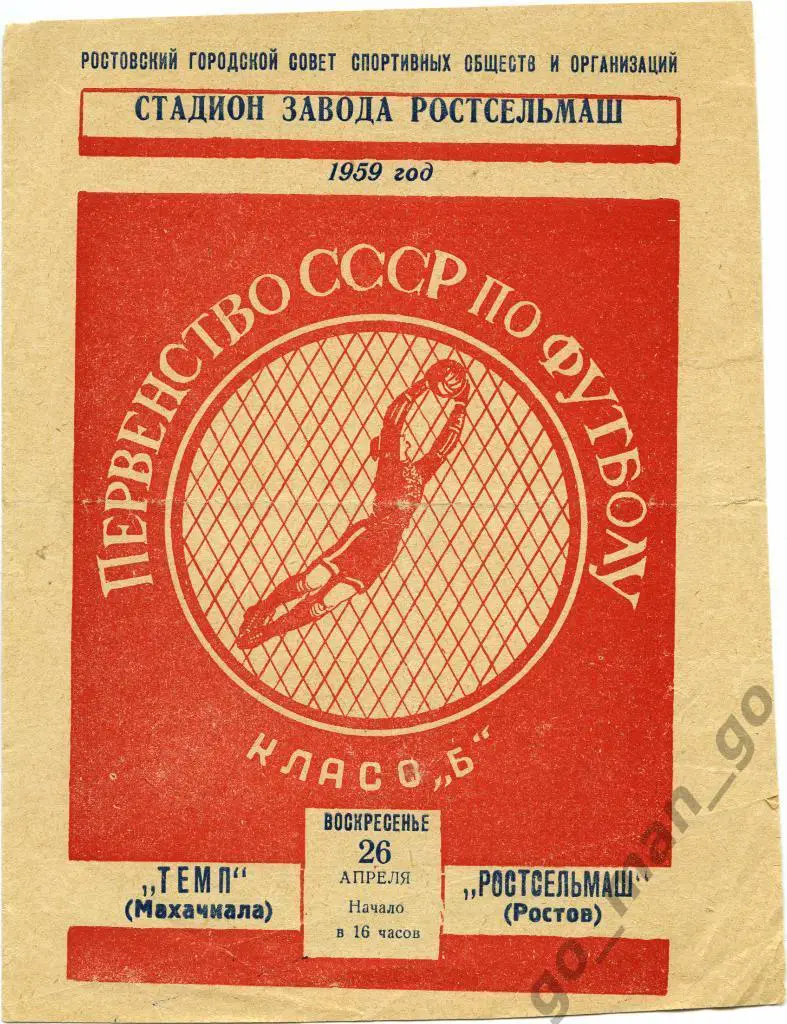 РОСТОВСКИЙ ГОРОДСКОЙ СОВЕТ СПОРТИВНЫХ ОБЩЕСТВ И ОРГАНИЗАЦИЙ
СТАДИОН ЗАВОДА РОСТСЕЛЬМАШ
1959 год
ПЕРВЕНСТВО СССР ПО ФУТБОЛУ
КЛАСС „Б“
ВОСКРЕСЕНЬЕ
26
АПРЕЛЯ
Начало
в 16 часов
„ТЕМП“
(Махачкала)
„РОСТСЕЛЬМАШ“
(Ростов)
go_man_go
go_man_go